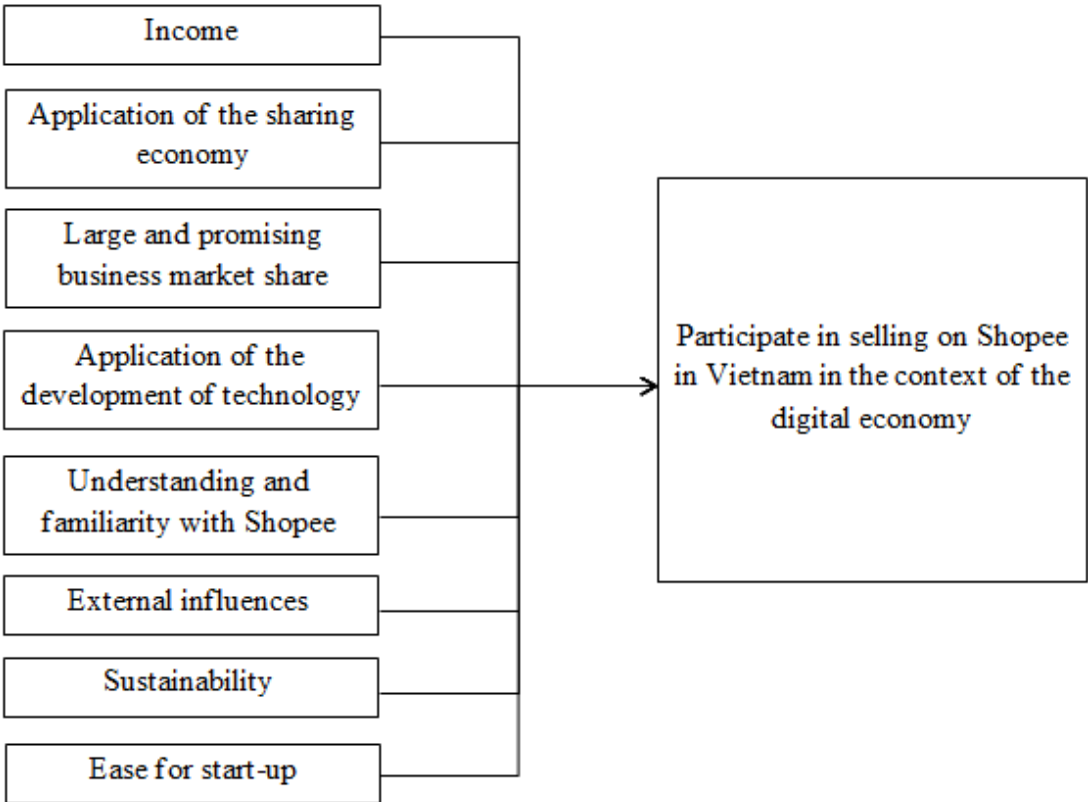 Income
Application of the sharing
economy
Large and promising
business market share
Application of the
development of technology
Understanding and
familiarity with Shopee
External influences
Sustainability
Ease for start-up
Participate in selling on Shopee
in Vietnam in the context of the
digital economy